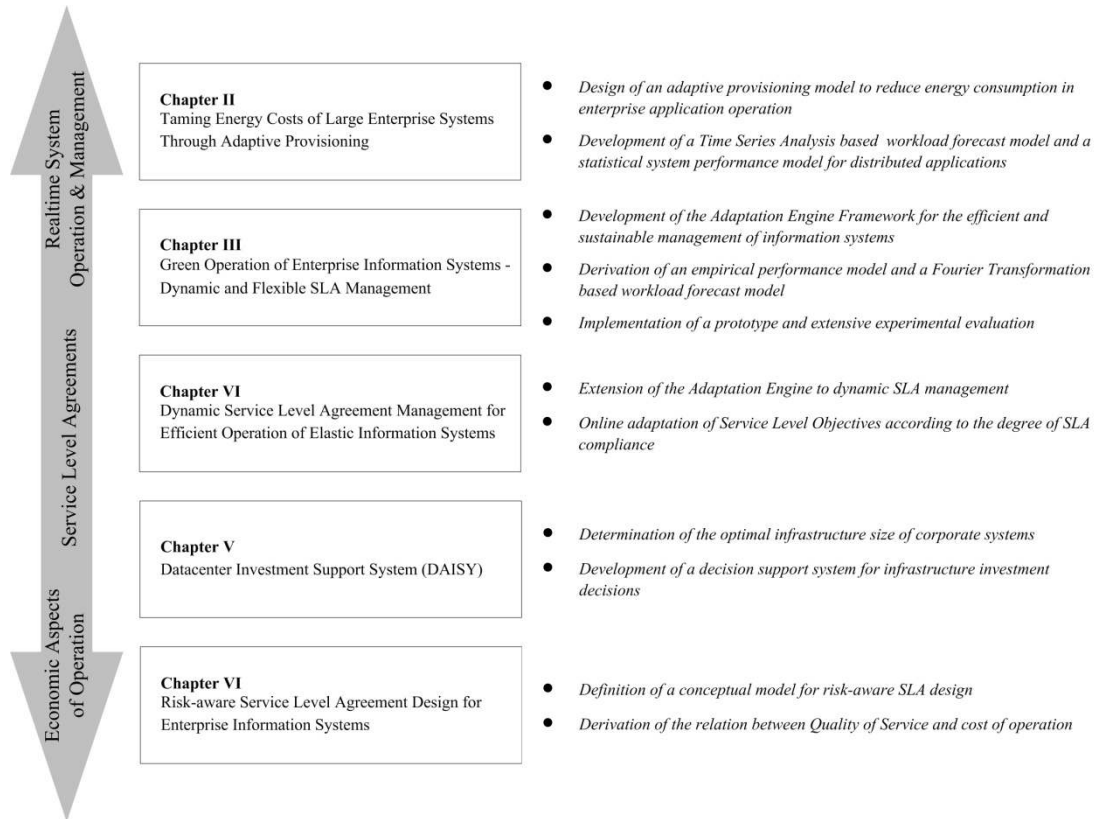 Realtime System
Operation & Management
Service Level Agreements
Economic Aspects
of Operation
Chapter II
Taming Energy Costs of Large Enterprise Systems
Through Adaptive Provisioning
● Design of an adaptive provisioning model to reduce energy consumption in
enterprise application operation
● Development of a Time Series Analysis based workload forecast model and a
statistical system performance model for distributed applications
Chapter III
Green Operation of Enterprise Information Systems -
Dynamic and Flexible SLA Management
● Development of the Adaptation Engine Framework for the efficient and
sustainable management of information systems
● Derivation of an empirical performance model and a Fourier Transformation
based workload forecast model
● Implementation of a prototype and extensive experimental evaluation
Chapter VI
Dynamic Service Level Agreement Management for
Efficient Operation of Elastic Information Systems
● Extension of the Adaptation Engine to dynamic SLA management
● Online adaptation of Service Level Objectives according to the degree of SLA
compliance
Chapter V
Datacenter Investment Support System (DAISY)
● Determination of the optimal infrastructure size of corporate systems
● Development of a decision support system for infrastructure investment
decisions
Chapter VI
Risk-aware Service Level Agreement Design for
Enterprise Information Systems
● Definition of a conceptual model for risk-aware SLA design
● Derivation of the relation between Quality of Service and cost of operation